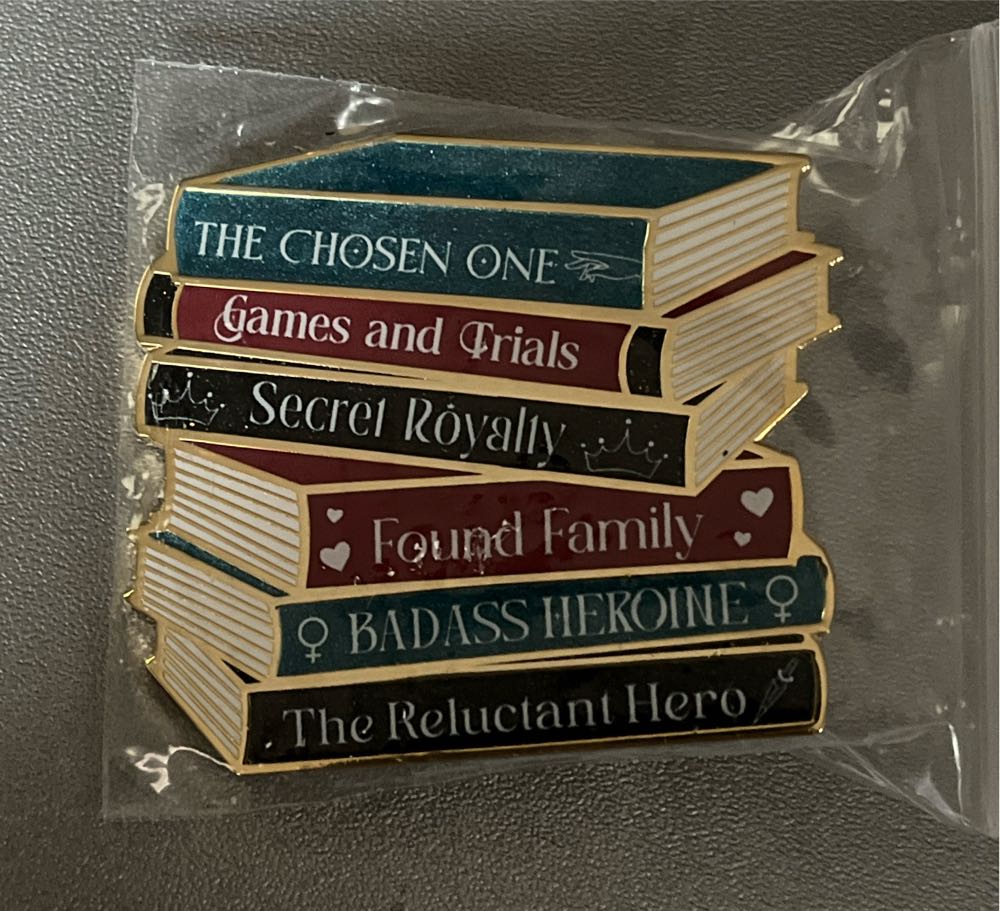 THE CHOSEN ONE
Games and Trials
Secret Royalty
Found Family
BADASS HEROINE
The Reluctant Hero